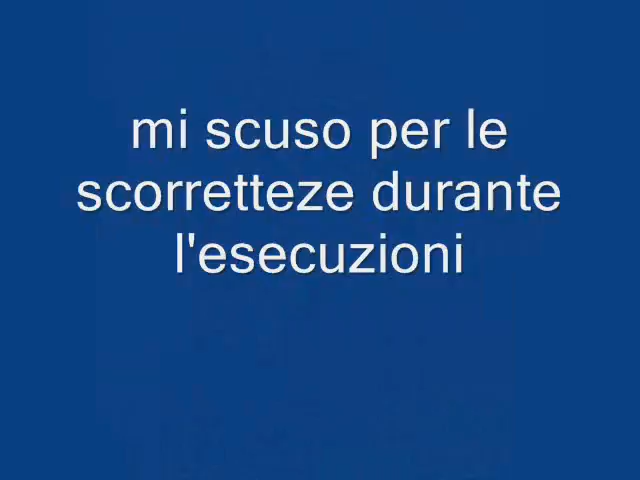 mi scuso per le
scorretteze durante
l'esecuzioni